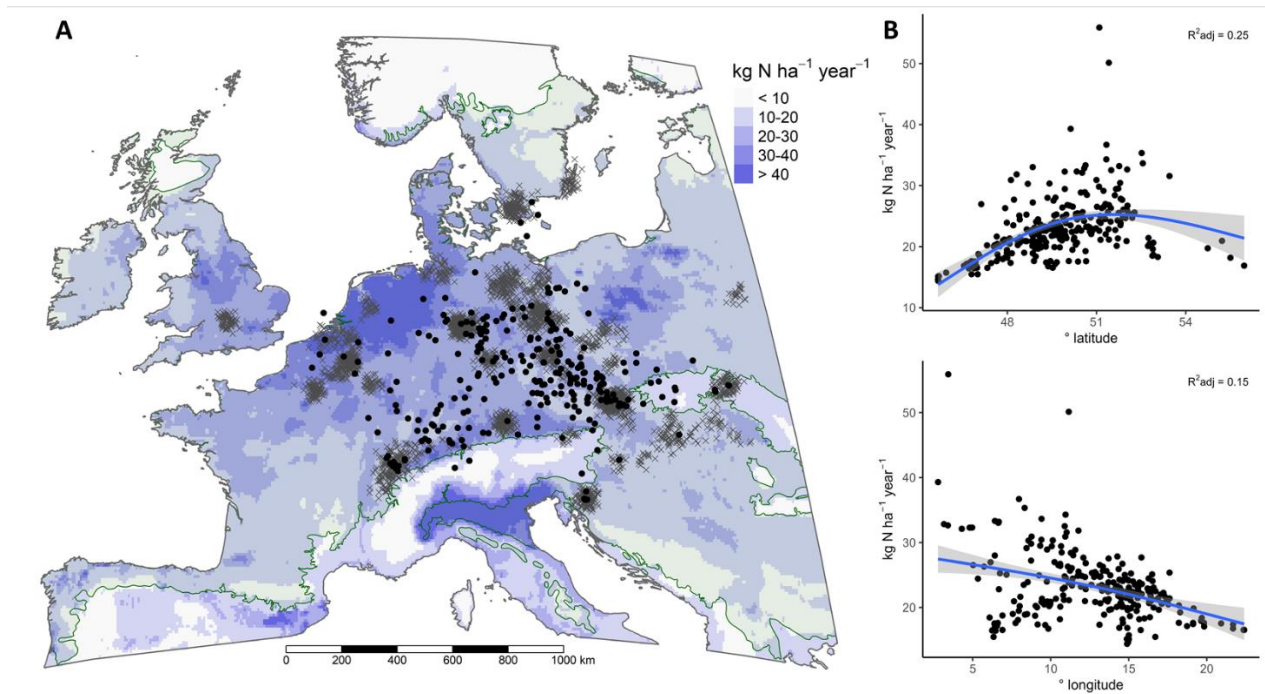 A
kg N ha⁻¹ year⁻¹
< 10
10-20
20-30
30-40
> 40
0 200 400 600 800 1000 km
B
R²adj = 0.25
50
40
30
20
10
kg N ha⁻¹ year⁻¹
48 51 54
° latitude
R²adj = 0.15
50
40
30
20
kg N ha⁻¹ year⁻¹
5 10 15 20
° longitude